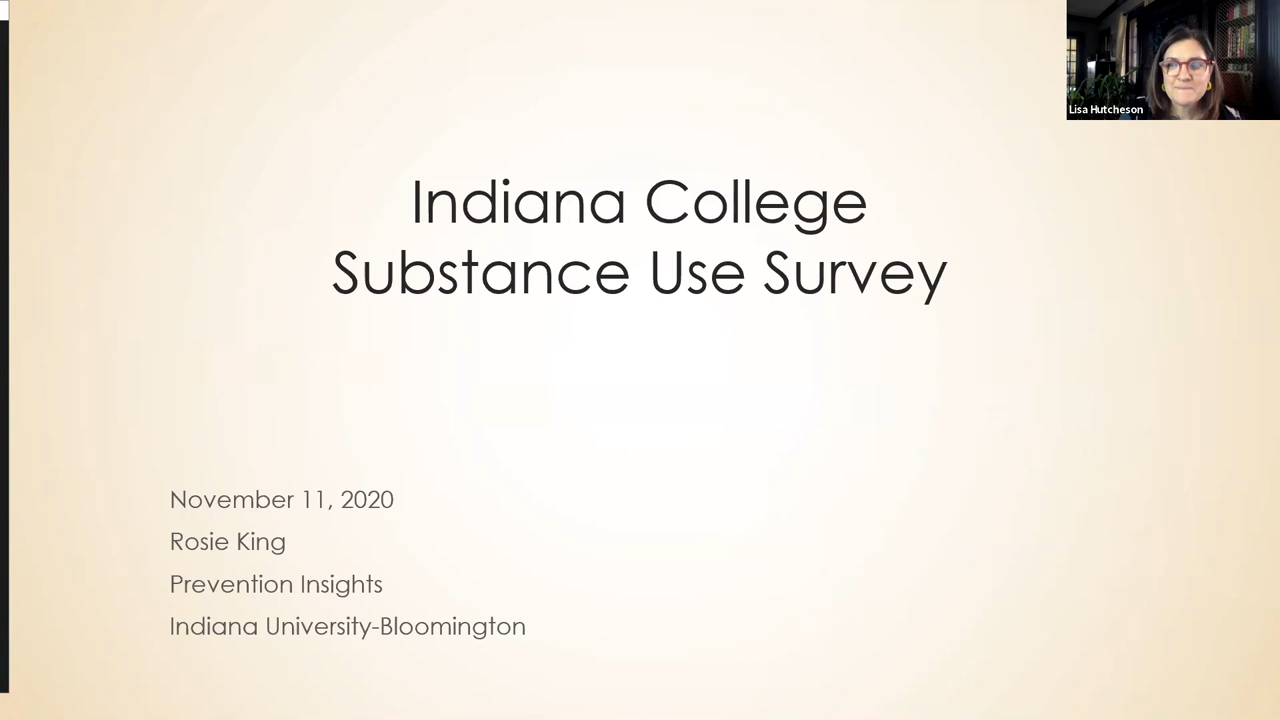 Lisa Hutcheson
Indiana College
Substance Use Survey
November 11, 2020
Rosie King
Prevention Insights
Indiana University-Bloomington